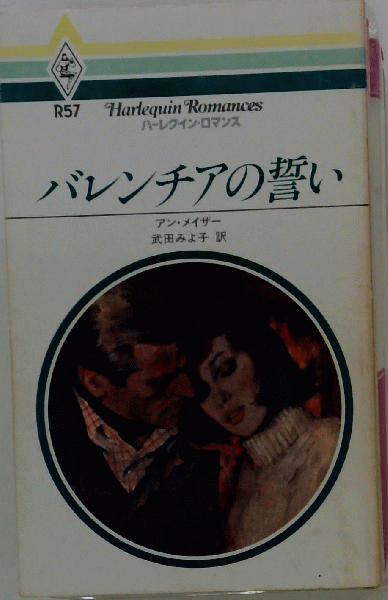 R57
Harlequin Romances
ハーレクイン・ロマンス
バレンチアの誓い
アン・メイザー
武田みよ子 訳